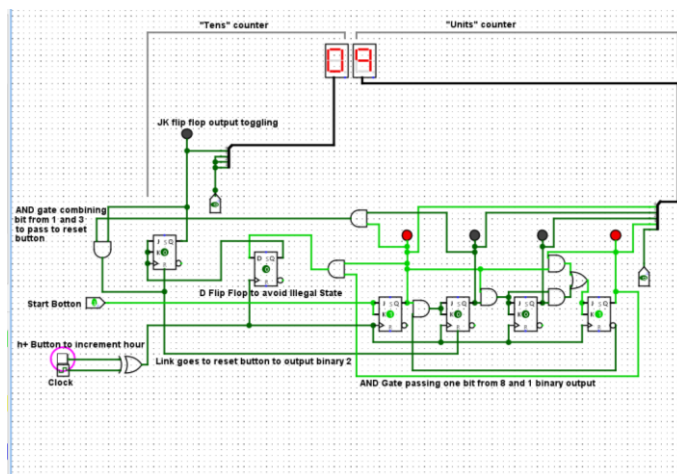 "Tens" counter
"Units" counter
09
JK flip flop output toggling
AND gate combining
bit from 1 and 3
to pass to reset
button
D Flip Flop to avoid Illegal State
Start Botton
h+ Button to increment hour
Clock
Link goes to reset button to output binary 2
AND Gate passing one bit from 8 and 1 binary output